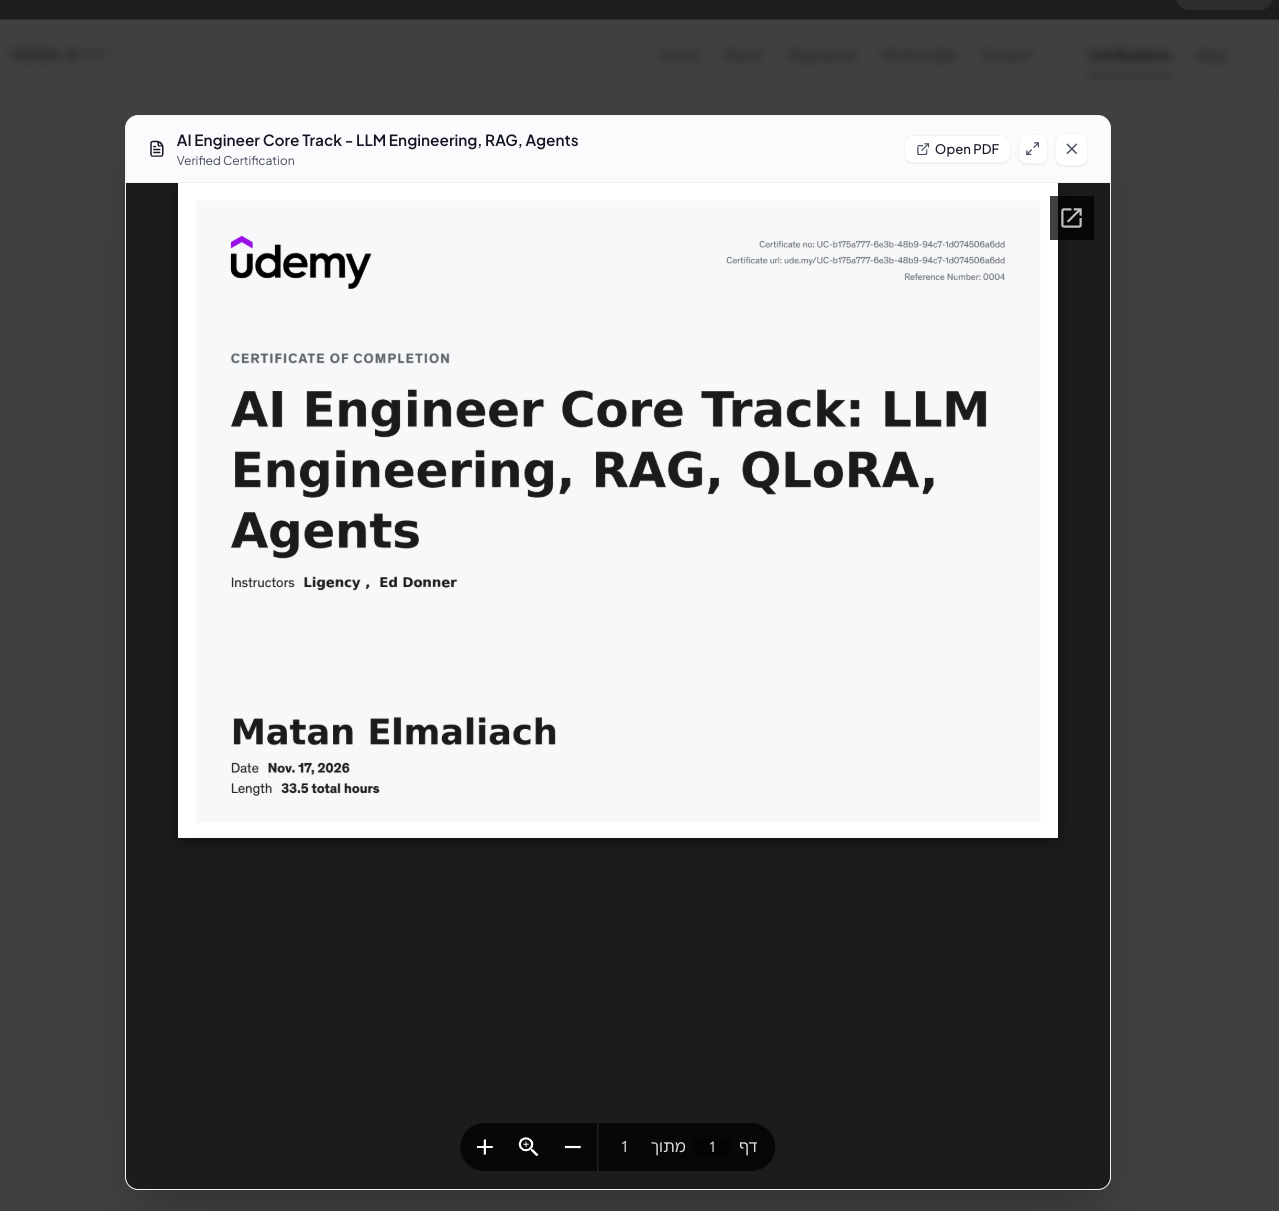 AI Engineer Core Track - LLM Engineering, RAG, Agents
Verified Certification
Open PDF
udemy
Certificate no: UC-b175a777-6e3b-48b9-94c7-1d074506a6dd
Certificate url: ude.my/UC-b175a777-6e3b-48b9-94c7-1d074506a6dd
Reference Number: 0004
CERTIFICATE OF COMPLETION
AI Engineer Core Track: LLM
Engineering, RAG, QLoRA,
Agents
Instructors Ligency , Ed Donner
Matan Elmaliach
Date Nov. 17, 2026
Length 33.5 total hours
דף 1 מתוך 1